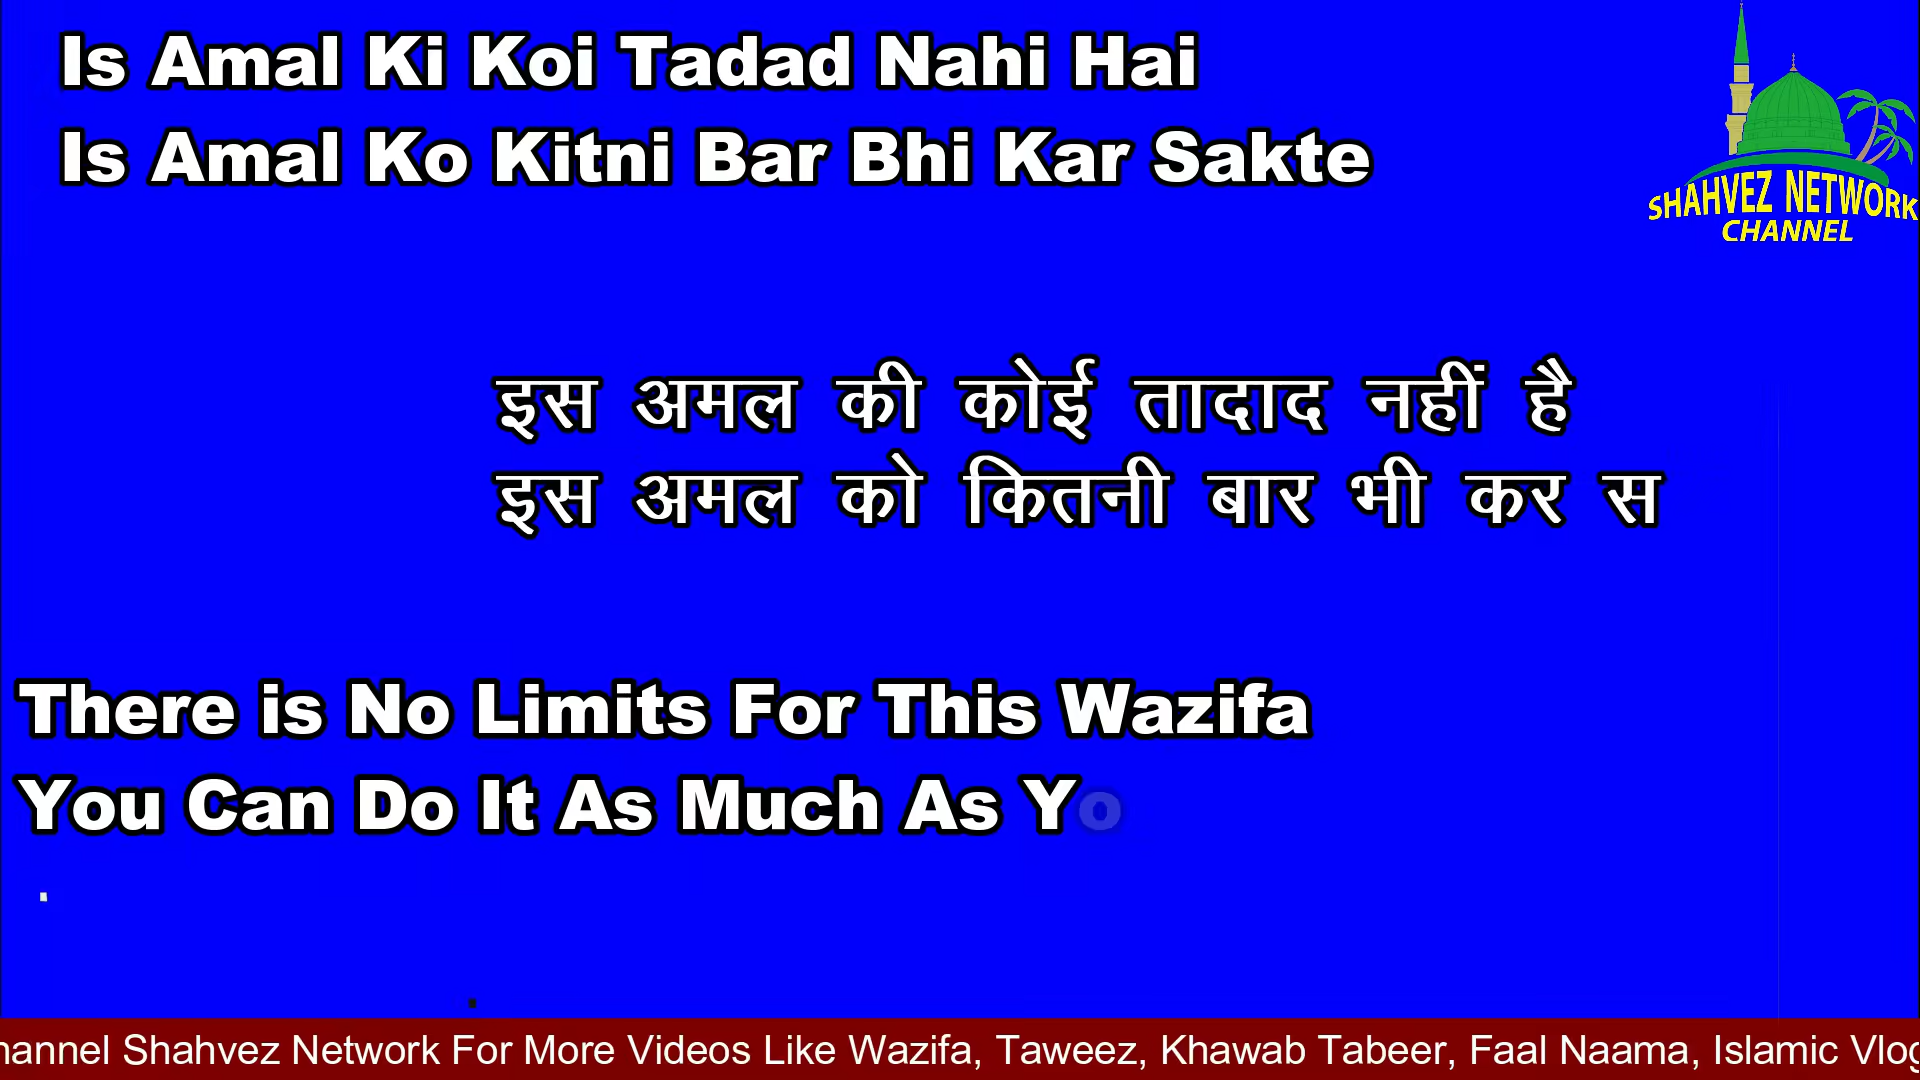 Is Amal Ki Koi Tadad Nahi Hai
Is Amal Ko Kitni Bar Bhi Kar Sakte
SHAHVEZ NETWORK
CHANNEL
इस अमल की कोई तादाद नहीं है
इस अमल को कितनी बार भी कर स
There is No Limits For This Wazifa
You Can Do It As Much As Yo
hannel Shahvez Network For More Videos Like Wazifa, Taweez, Khawab Tabeer, Faal Naama, Islamic Vlog